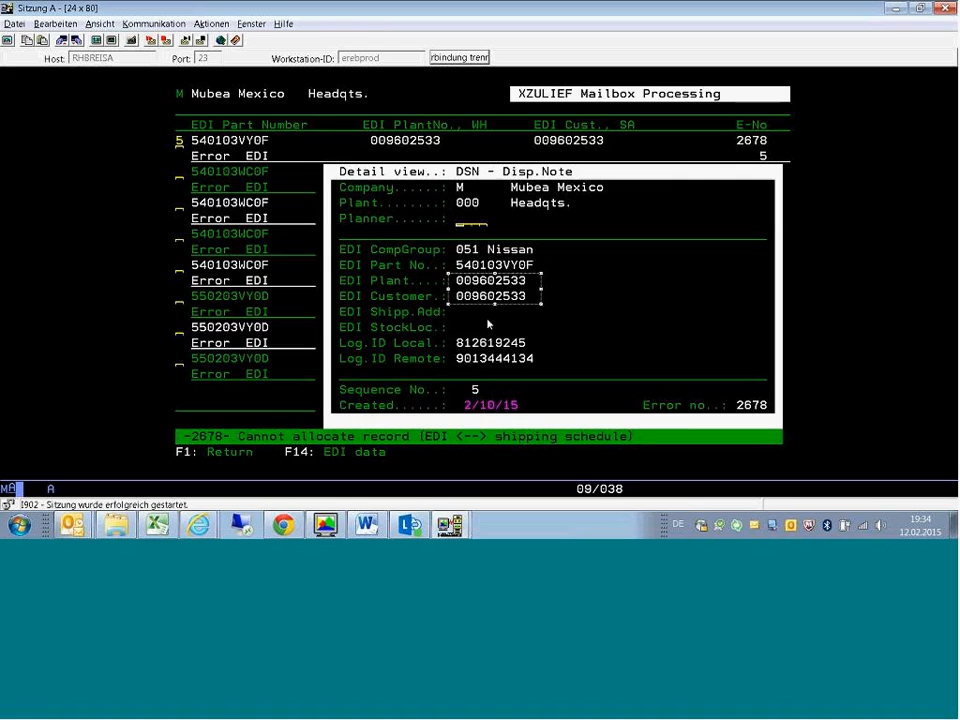 Sitzung A - [24 x 80]
Datei Bearbeiten Ansicht Kommunikation Aktionen Fenster Hilfe
Host: RHBREISA Port: 23 Workstation-ID: erebprod rbindung trenr
M Mubea Mexico Headqts. XZULIEF Mailbox Processing
EDI Part Number EDI PlantNo., WH EDI Cust., SA E-No
5 540103VY0F 009602533 009602533 2678
Error EDI 5
540103WC0F Detail view..: DSN - Disp.Note
Error EDI Company......: M Mubea Mexico
540103WC0F Plant........: 000 Headqts.
Error EDI Planner......:
540103WC0F
Error EDI EDI CompGroup: 051 Nissan
540103WC0F EDI Part No..: 540103VY0F
Error EDI EDI Plant....: 009602533
550203VY0D EDI Customer.: 009602533
Error EDI EDI Shipp.Add:
550203VY0D EDI StockLoc.:
Error EDI Log.ID Local.: 812619245
550203VY0D Log.ID Remote: 9013444134
Error EDI
Sequence No..: 5
Created......: 2/10/15 Error no..: 2678
-2678- Cannot allocate record (EDI <--> shipping schedule)
F1: Return F14: EDI data
MA A 09/038
I902 - Sitzung wurde erfolgreich gestartet.
DE 19:34
12.02.2015